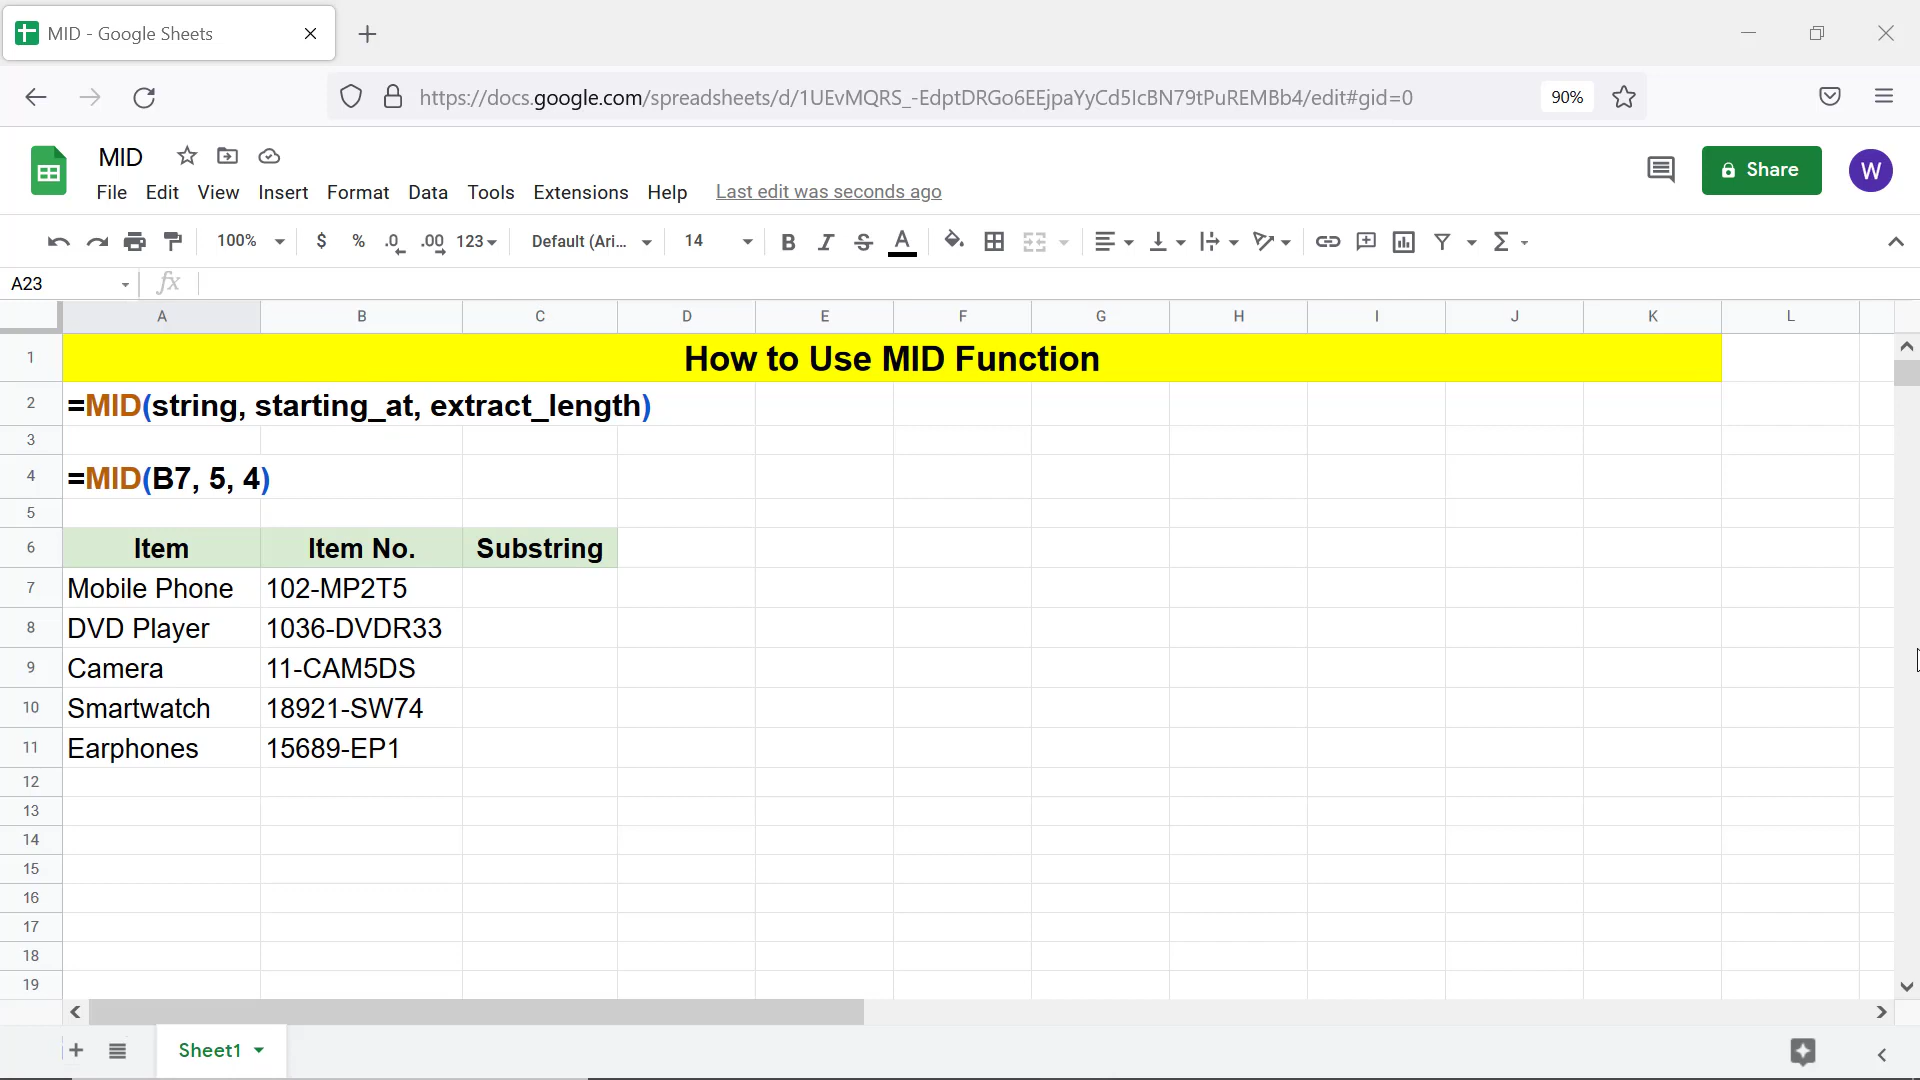 MID - Google Sheets
https://docs.google.com/spreadsheets/d/1UEvMQRS_-EdptDRGo6EEjpaYyCd5IcBN79tPuREMBb4/edit#gid=0 90%
MID
Share W
File Edit View Insert Format Data Tools Extensions Help Last edit was seconds ago
100% $ % .0 .00 123 Default (Ari... 14 B I S A Σ
A23 fx
A B C D E F G H I J K L
1 How to Use MID Function
2 =MID(string, starting_at, extract_length)
3
4 =MID(B7, 5, 4)
5
6 Item Item No. Substring
7 Mobile Phone 102-MP2T5
8 DVD Player 1036-DVDR33
9 Camera 11-CAM5DS
10 Smartwatch 18921-SW74
11 Earphones 15689-EP1
12
13
14
15
16
17
18
19
Sheet1